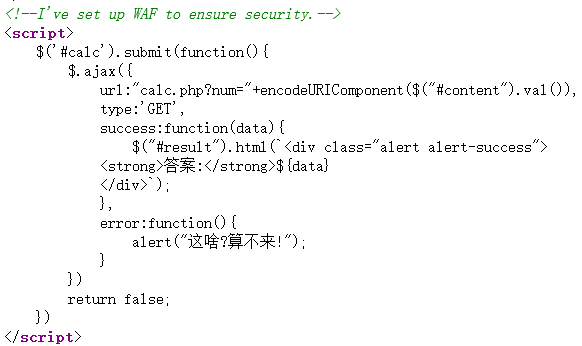 <!--I've set up WAF to ensure security.-->
<script>
    $('#calc').submit(function(){
        $.ajax({
            url:"calc.php?num="+encodeURIComponent($("#content").val()),
            type:'GET',
            success:function(data){
                $("#result").html(`<div class="alert alert-success">
            <strong>答案:</strong>${data}
            </div>`);
            },
            error:function(){
                alert("这啥?算不来!");
            }
        })
        return false;
    })
</script>